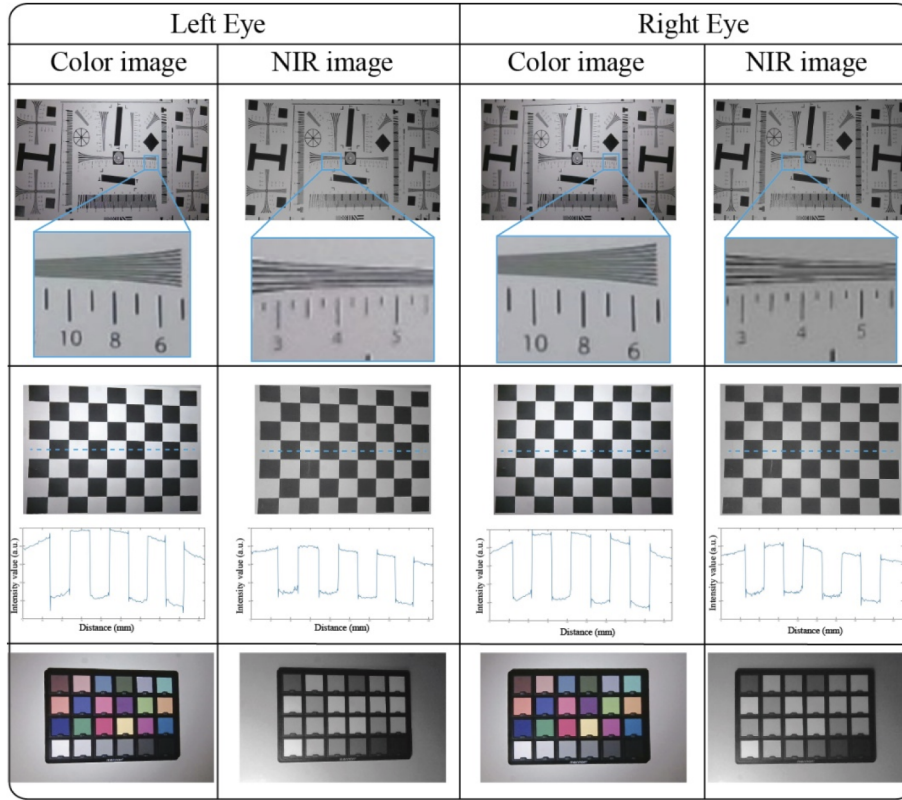 Left Eye Right Eye
Color image NIR image Color image NIR image
10 8 6
3 4 5
10 8 6
3 4 5
Intensity value (a.u.)
Distance (mm)
Intensity value (a.u.)
Distance (mm)
Intensity value (a.u.)
Distance (mm)
Intensity value (a.u.)
Distance (mm)